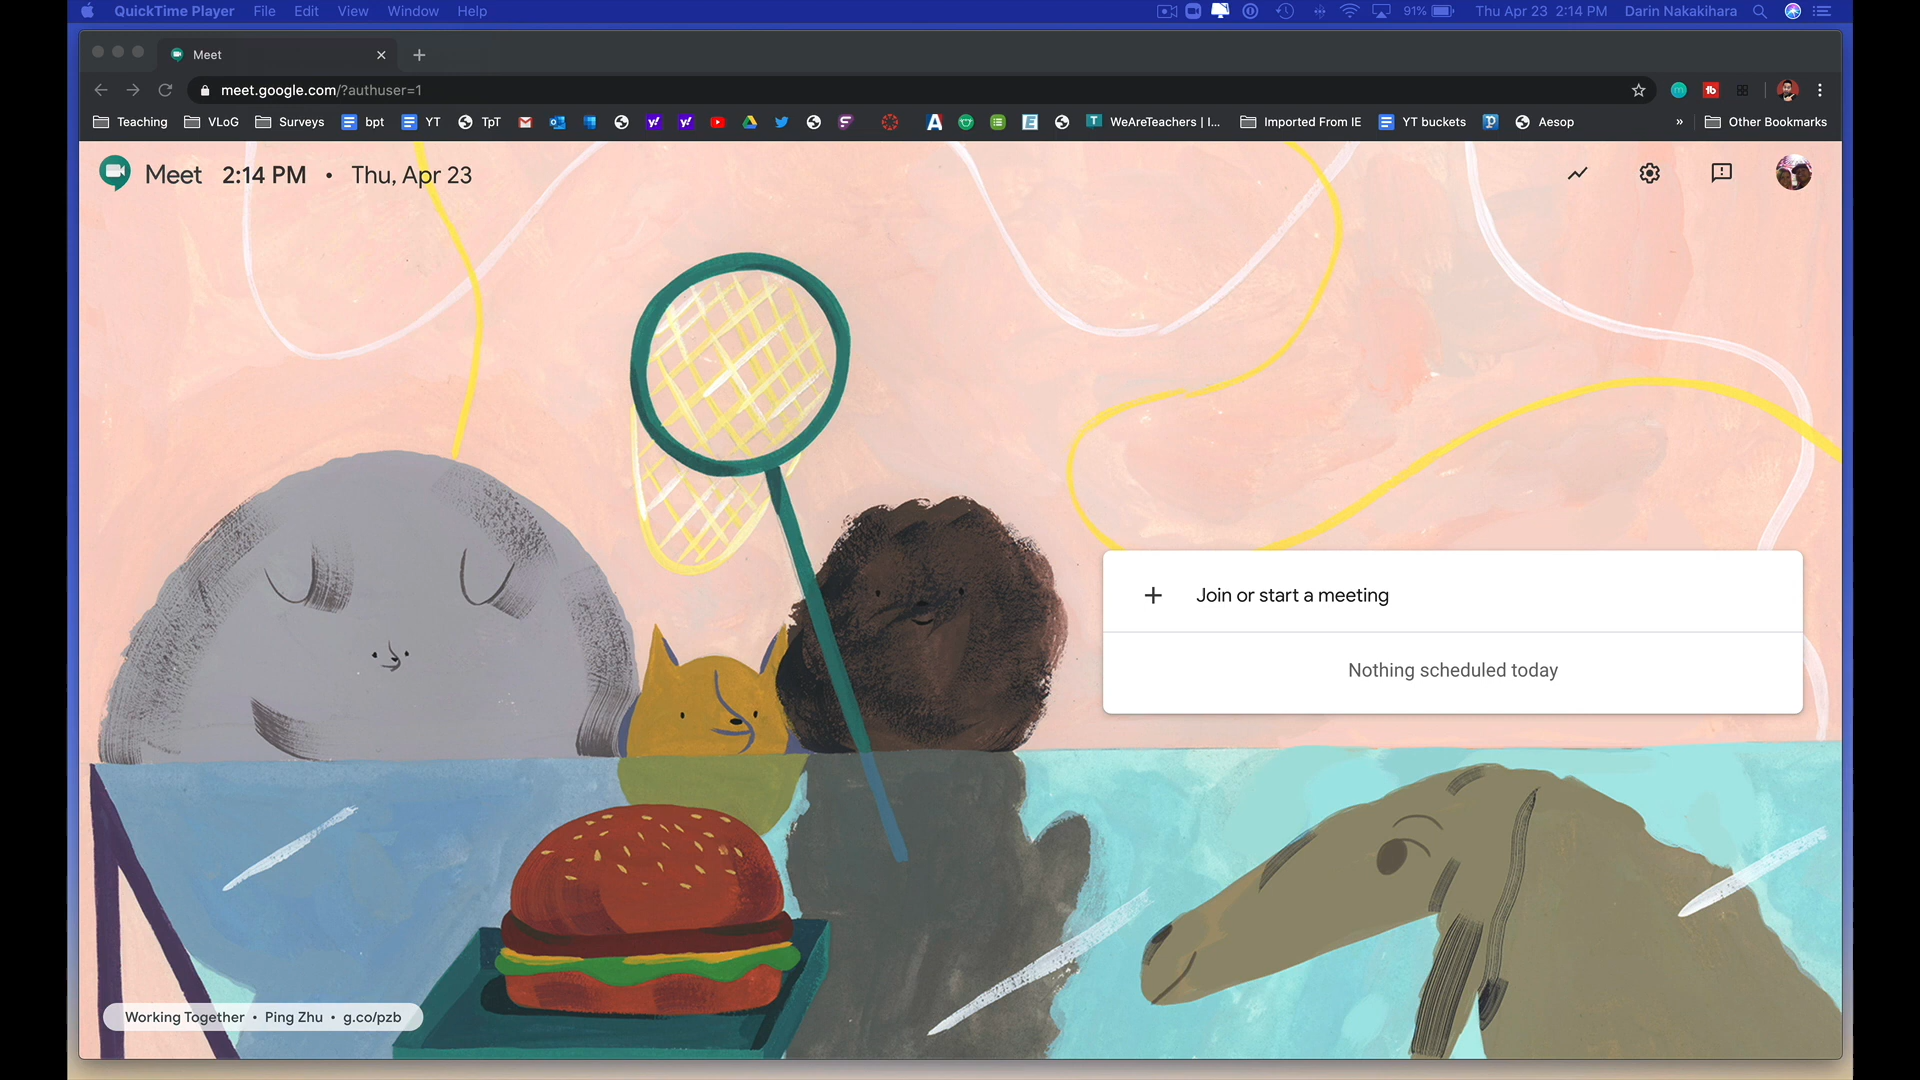 QuickTime Player File Edit View Window Help 91% Thu Apr 23 2:14 PM Darin Nakakihara
Meet
meet.google.com/?authuser=1
Teaching VLoG Surveys bpt YT TpT WeAreTeachers | I... Imported From IE YT buckets Aesop » Other Bookmarks
Meet 2:14 PM • Thu, Apr 23
Join or start a meeting
Nothing scheduled today
Working Together • Ping Zhu • g.co/pzb